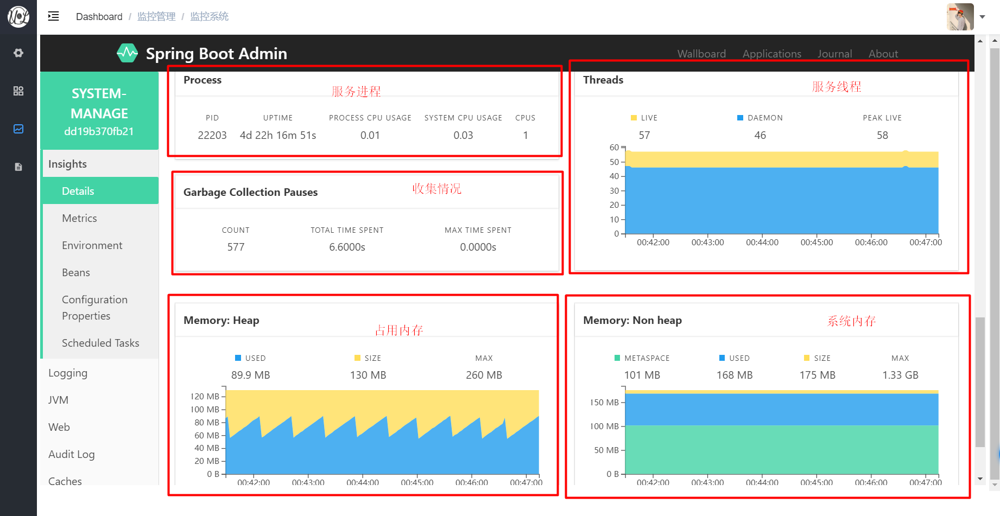 Dashboard / 监控管理 / 监控系统
Spring Boot Admin
Wallboard Applications Journal About
SYSTEM-
MANAGE
dd19b370fb21
Insights
Details
Metrics
Environment
Beans
Configuration
Properties
Scheduled Tasks
Logging
JVM
Web
Audit Log
Caches
Process
服务进程
PID UPTIME PROCESS CPU USAGE SYSTEM CPU USAGE CPUS
22203 4d 22h 16m 51s 0.01 0.03 1
Threads
服务线程
LIVE DAEMON PEAK LIVE
57 46 58
60
50
40
30
20
10
0
00:42:00 00:43:00 00:44:00 00:45:00 00:46:00 00:47:00
Garbage Collection Pauses
收集情况
COUNT TOTAL TIME SPENT MAX TIME SPENT
577 6.6000s 0.0000s
Memory: Heap
占用内存
USED SIZE MAX
89.9 MB 130 MB 260 MB
120 MB
100 MB
80 MB
60 MB
40 MB
20 MB
0 B
00:42:00 00:43:00 00:44:00 00:45:00 00:46:00 00:47:00
Memory: Non heap
系统内存
METASPACE USED SIZE MAX
101 MB 168 MB 175 MB 1.33 GB
150 MB
100 MB
50 MB
0 B
00:42:00 00:43:00 00:44:00 00:45:00 00:46:00 00:47:00